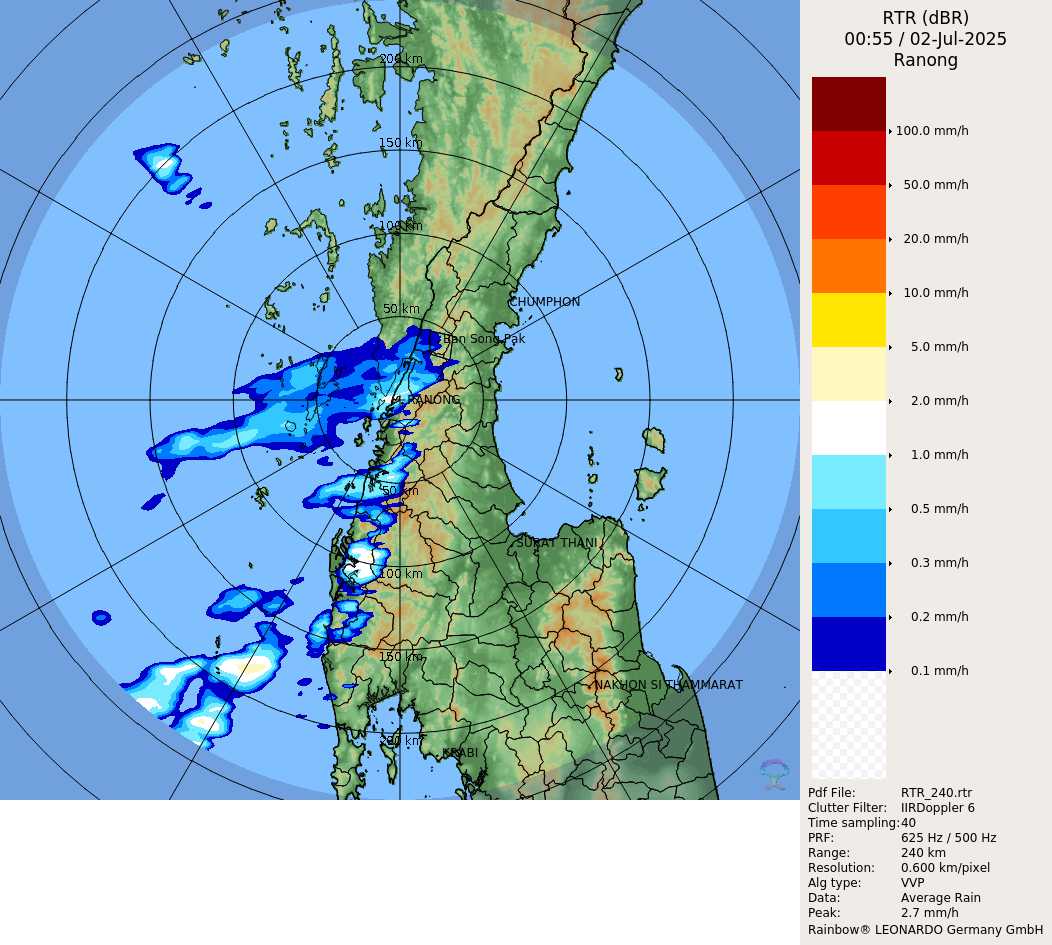 RTR (dBR)
00:55 / 02-Jul-2025
Ranong
200 km
150 km
100 km
50 km
CHUMPHON
Ban Song Pak
RANONG
50 km
SURAT THANI
100 km
150 km
NAKHON SI THAMMARAT
200 km
KRABI
100.0 mm/h
50.0 mm/h
20.0 mm/h
10.0 mm/h
5.0 mm/h
2.0 mm/h
1.0 mm/h
0.5 mm/h
0.3 mm/h
0.2 mm/h
0.1 mm/h
Pdf File: RTR_240.rtr
Clutter Filter: IIRDoppler 6
Time sampling:40
PRF: 625 Hz / 500 Hz
Range: 240 km
Resolution: 0.600 km/pixel
Alg type: VVP
Data: Average Rain
Peak: 2.7 mm/h
Rainbow® LEONARDO Germany GmbH